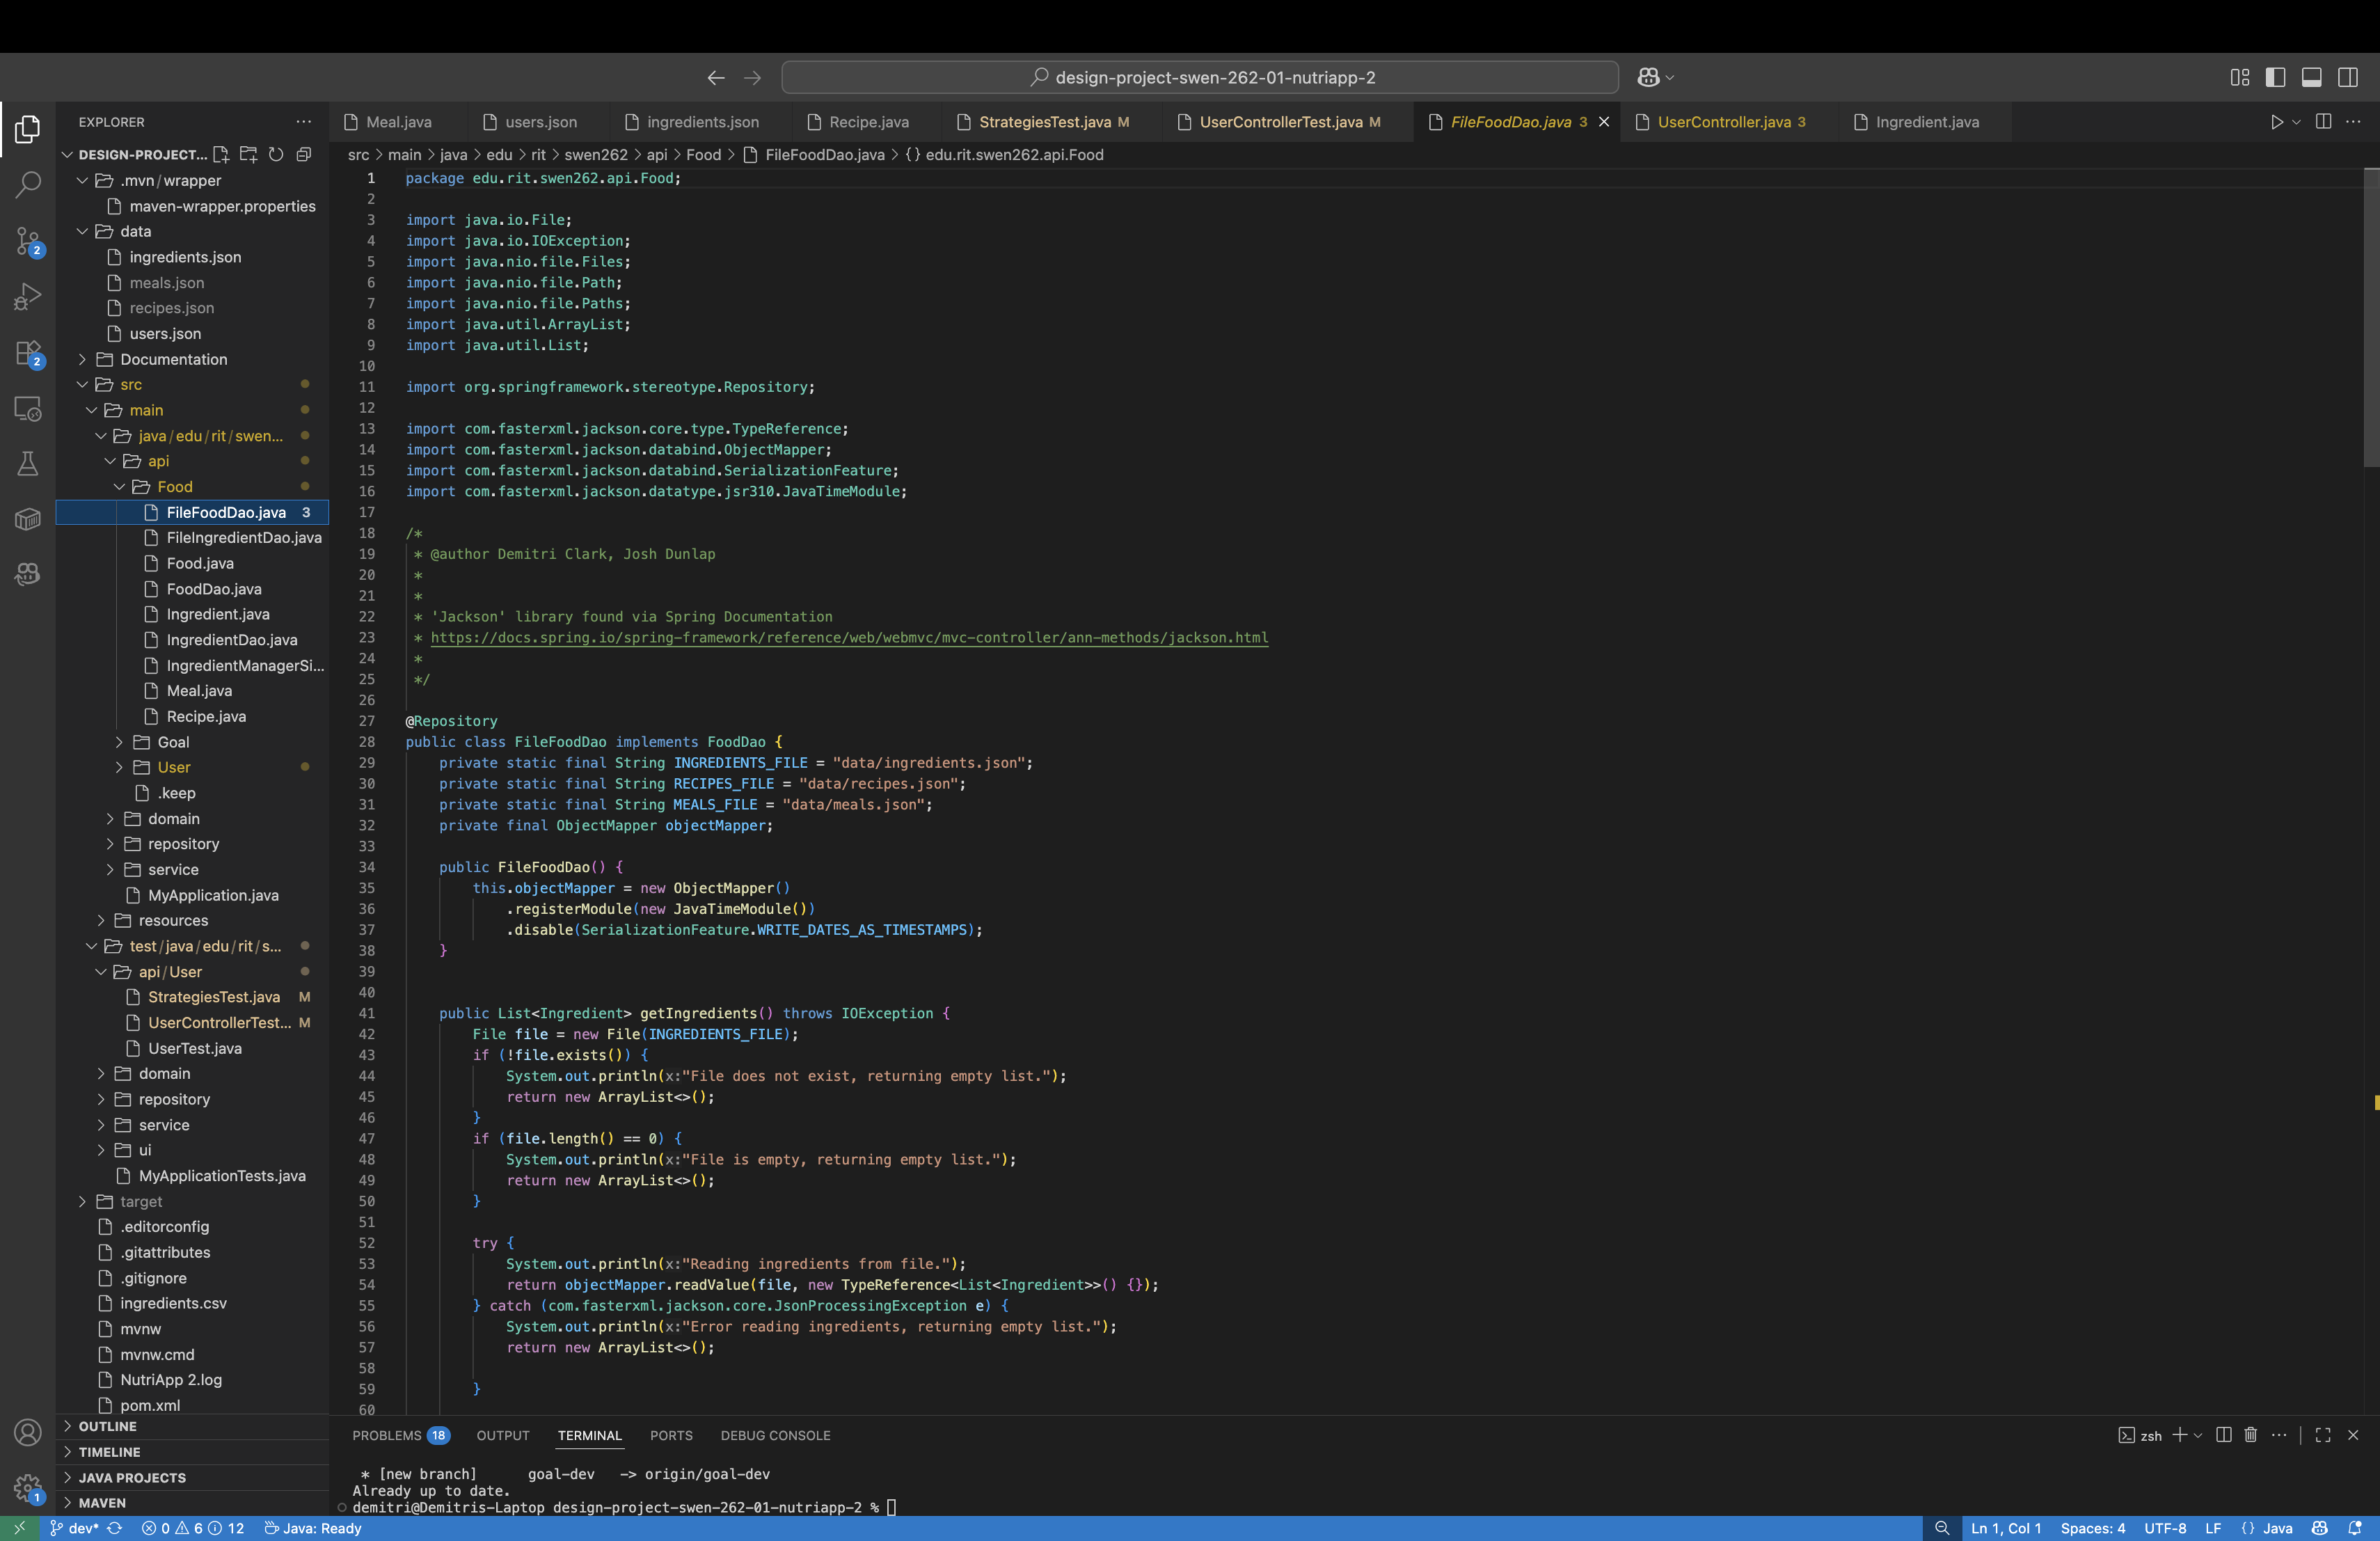 design-project-swen-262-01-nutriapp-2
EXPLORER
DESIGN-PROJECT...
.mvn/wrapper
maven-wrapper.properties
data
ingredients.json
meals.json
recipes.json
users.json
Documentation
src
main
java/edu/rit/swen...
api
Food
FileFoodDao.java 3
FileIngredientDao.java
Food.java
FoodDao.java
Ingredient.java
IngredientDao.java
IngredientManagerSi...
Meal.java
Recipe.java
Goal
User
.keep
domain
repository
service
MyApplication.java
resources
test/java/edu/rit/s...
api/User
StrategiesTest.java M
UserControllerTest... M
UserTest.java
domain
repository
service
ui
MyApplicationTests.java
target
.editorconfig
.gitattributes
.gitignore
ingredients.csv
mvnw
mvnw.cmd
NutriApp 2.log
pom.xml
OUTLINE
TIMELINE
JAVA PROJECTS
MAVEN
2
2
1
Meal.java users.json ingredients.json Recipe.java StrategiesTest.java M UserControllerTest.java M FileFoodDao.java 3 UserController.java 3 Ingredient.java
src > main > java > edu > rit > swen262 > api > Food > FileFoodDao.java > {} edu.rit.swen262.api.Food
1 package edu.rit.swen262.api.Food;
2
3 import java.io.File;
4 import java.io.IOException;
5 import java.nio.file.Files;
6 import java.nio.file.Path;
7 import java.nio.file.Paths;
8 import java.util.ArrayList;
9 import java.util.List;
10
11 import org.springframework.stereotype.Repository;
12
13 import com.fasterxml.jackson.core.type.TypeReference;
14 import com.fasterxml.jackson.databind.ObjectMapper;
15 import com.fasterxml.jackson.databind.SerializationFeature;
16 import com.fasterxml.jackson.datatype.jsr310.JavaTimeModule;
17
18 /*
19 * @author Demitri Clark, Josh Dunlap
20 *
21 *
22 * 'Jackson' library found via Spring Documentation
23 * https://docs.spring.io/spring-framework/reference/web/webmvc/mvc-controller/ann-methods/jackson.html
24 *
25 */
26
27 @Repository
28 public class FileFoodDao implements FoodDao {
29 private static final String INGREDIENTS_FILE = "data/ingredients.json";
30 private static final String RECIPES_FILE = "data/recipes.json";
31 private static final String MEALS_FILE = "data/meals.json";
32 private final ObjectMapper objectMapper;
33
34 public FileFoodDao() {
35 this.objectMapper = new ObjectMapper()
36 .registerModule(new JavaTimeModule())
37 .disable(SerializationFeature.WRITE_DATES_AS_TIMESTAMPS);
38 }
39
40
41 public List<Ingredient> getIngredients() throws IOException {
42 File file = new File(INGREDIENTS_FILE);
43 if (!file.exists()) {
44 System.out.println(x:"File does not exist, returning empty list.");
45 return new ArrayList<>();
46 }
47 if (file.length() == 0) {
48 System.out.println(x:"File is empty, returning empty list.");
49 return new ArrayList<>();
50 }
51
52 try {
53 System.out.println(x:"Reading ingredients from file.");
54 return objectMapper.readValue(file, new TypeReference<List<Ingredient>>() {});
55 } catch (com.fasterxml.jackson.core.JsonProcessingException e) {
56 System.out.println(x:"Error reading ingredients, returning empty list.");
57 return new ArrayList<>();
58
59 }
60
PROBLEMS 18 OUTPUT TERMINAL PORTS DEBUG CONSOLE
zsh
* [new branch] goal-dev -> origin/goal-dev
Already up to date.
demitri@Demitris-Laptop design-project-swen-262-01-nutriapp-2 %
dev* 0 6 12 Java: Ready
Ln 1, Col 1 Spaces: 4 UTF-8 LF {} Java